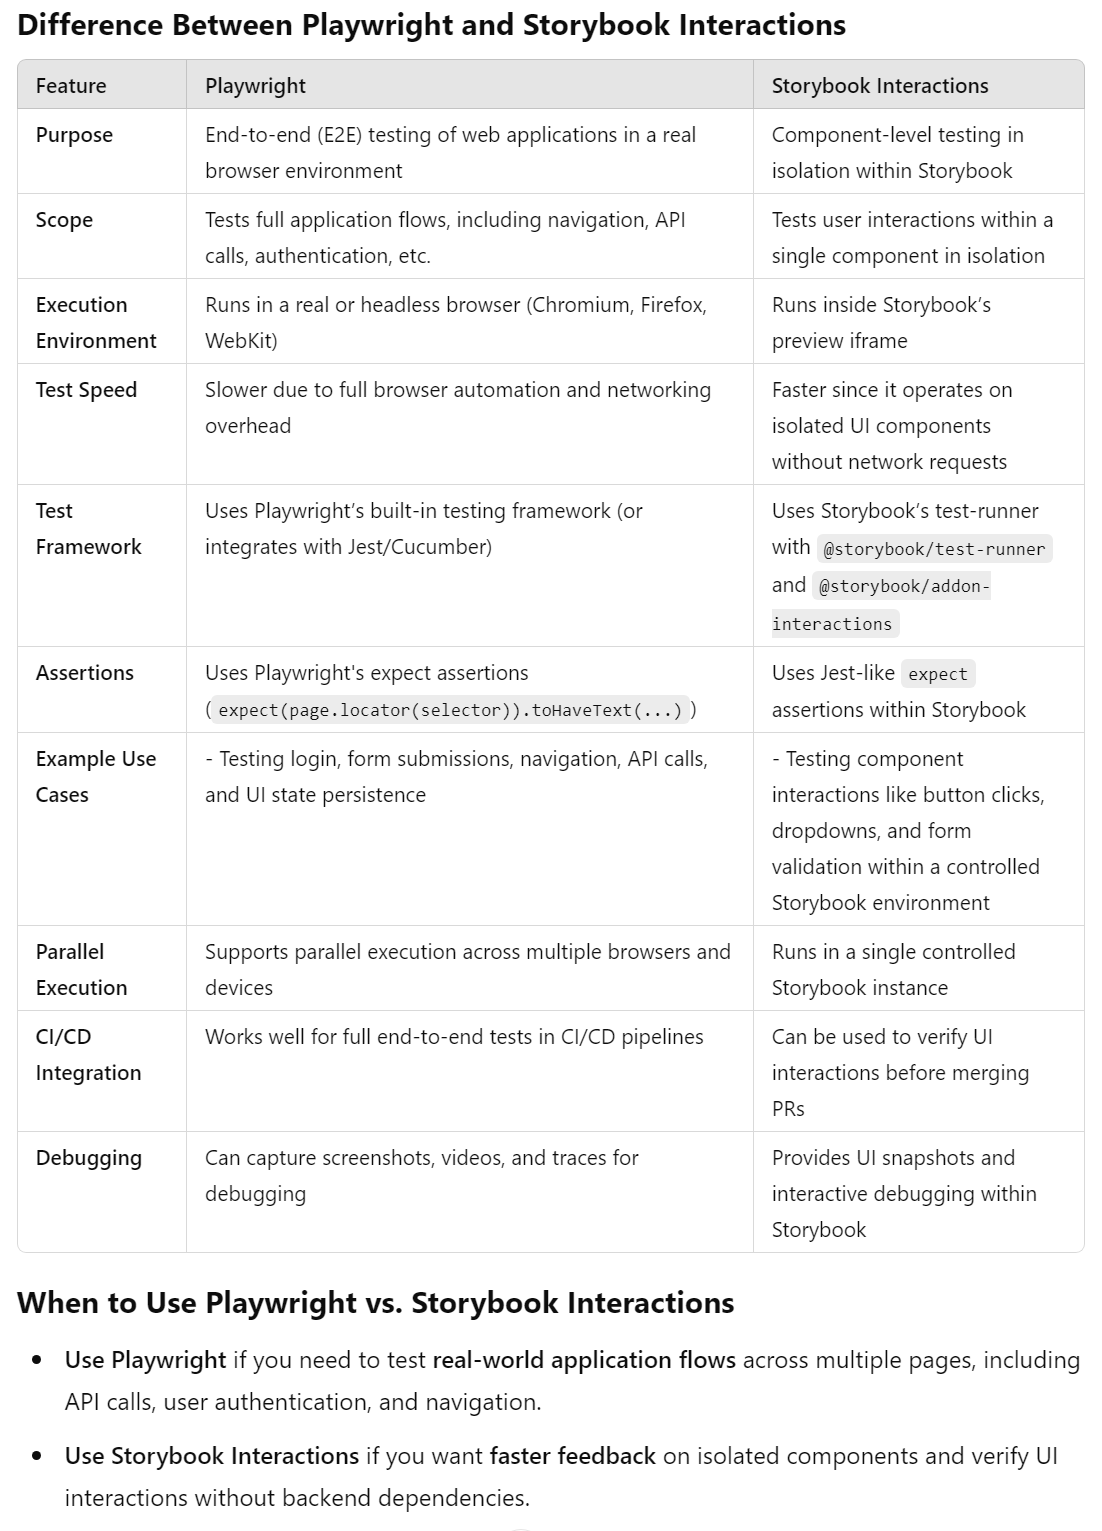 Difference Between Playwright and Storybook Interactions
Feature Playwright Storybook Interactions
Purpose End-to-end (E2E) testing of web applications in a real Component-level testing in
browser environment isolation within Storybook
Scope Tests full application flows, including navigation, API Tests user interactions within a
calls, authentication, etc. single component in isolation
Execution Runs in a real or headless browser (Chromium, Firefox, Runs inside Storybook’s
Environment WebKit) preview iframe
Test Speed Slower due to full browser automation and networking Faster since it operates on
overhead isolated UI components
without network requests
Test Uses Playwright’s built-in testing framework (or Uses Storybook’s test-runner
Framework integrates with Jest/Cucumber) with @storybook/test-runner
and @storybook/addon-
interactions
Assertions Uses Playwright's expect assertions Uses Jest-like expect
(expect(page.locator(selector)).toHaveText(...)) assertions within Storybook
Example Use - Testing login, form submissions, navigation, API calls, - Testing component
Cases and UI state persistence interactions like button clicks,
dropdowns, and form
validation within a controlled
Storybook environment
Parallel Supports parallel execution across multiple browsers and Runs in a single controlled
Execution devices Storybook instance
CI/CD Works well for full end-to-end tests in CI/CD pipelines Can be used to verify UI
Integration interactions before merging
PRs
Debugging Can capture screenshots, videos, and traces for Provides UI snapshots and
debugging interactive debugging within
Storybook
When to Use Playwright vs. Storybook Interactions
• Use Playwright if you need to test real-world application flows across multiple pages, including
API calls, user authentication, and navigation.
• Use Storybook Interactions if you want faster feedback on isolated components and verify UI
interactions without backend dependencies.